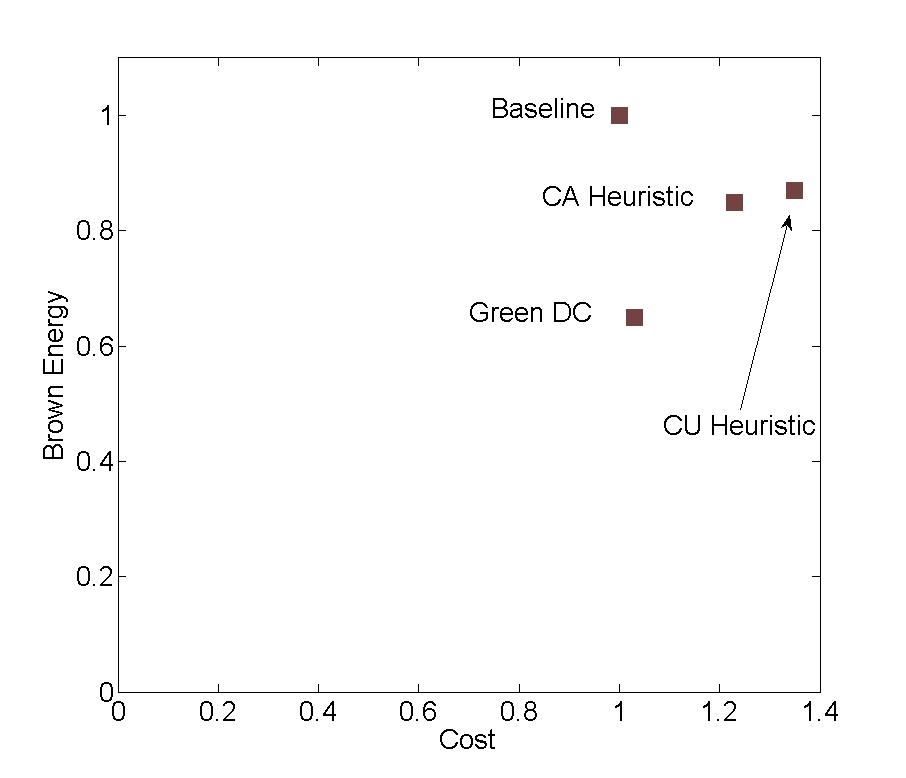 Baseline
CA Heuristic
Green DC
CU Heuristic
Brown Energy
1
0.8
0.6
0.4
0.2
0
0 0.2 0.4 0.6 0.8 1 1.2 1.4
Cost